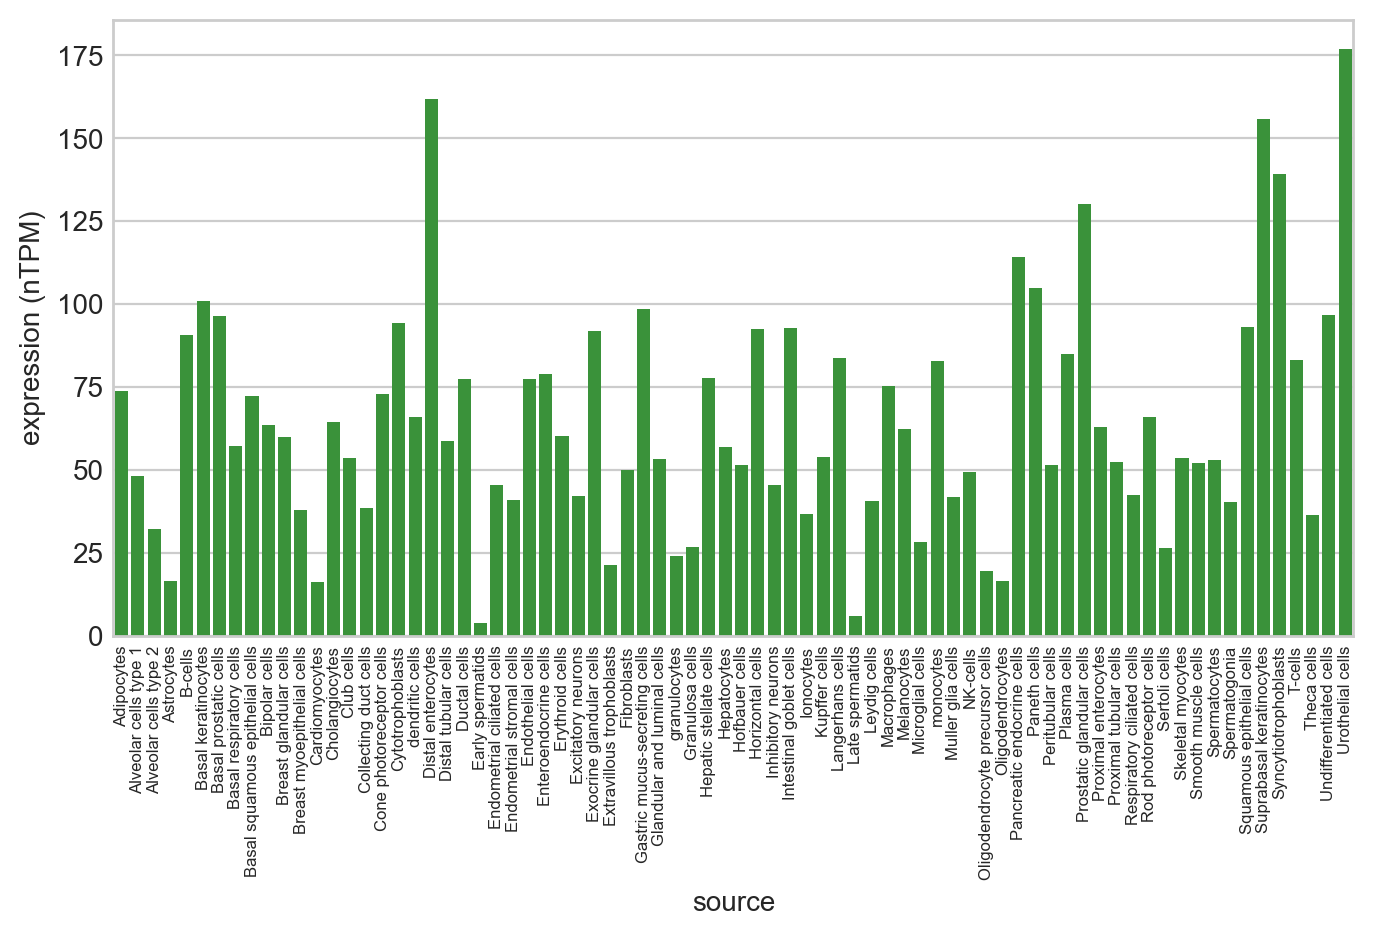 175
150
125
100
75
50
25
0
expression (nTPM)
Adipocytes
Alveolar cells type 1
Alveolar cells type 2
Astrocytes
B-cells
Basal keratinocytes
Basal prostatic cells
Basal respiratory cells
Basal squamous epithelial cells
Bipolar cells
Breast glandular cells
Breast myoepithelial cells
Cardiomyocytes
Cholangiocytes
Club cells
Collecting duct cells
Cone photoreceptor cells
Cytotrophoblasts
dendritic cells
Distal enterocytes
Distal tubular cells
Ductal cells
Early spermatids
Endometrial ciliated cells
Endometrial stromal cells
Endothelial cells
Enteroendocrine cells
Erythroid cells
Excitatory neurons
Exocrine glandular cells
Extravillous trophoblasts
Fibroblasts
Gastric mucus-secreting cells
Glandular and luminal cells
granulocytes
Granulosa cells
Hepatic stellate cells
Hepatocytes
Hofbauer cells
Horizontal cells
Inhibitory neurons
Intestinal goblet cells
Ionocytes
Kupffer cells
Langerhans cells
Late spermatids
Leydig cells
Macrophages
Melanocytes
Microglial cells
monocytes
Muller glia cells
NK-cells
Oligodendrocyte precursor cells
Oligodendrocytes
Pancreatic endocrine cells
Paneth cells
Peritubular cells
Plasma cells
Prostatic glandular cells
Proximal enterocytes
Proximal tubular cells
Respiratory ciliated cells
Rod photoreceptor cells
Sertoli cells
Skeletal myocytes
Smooth muscle cells
Spermatocytes
Spermatogonia
Squamous epithelial cells
Suprabasal keratinocytes
Syncytiotrophoblasts
T-cells
Theca cells
Undifferentiated cells
Urothelial cells
source